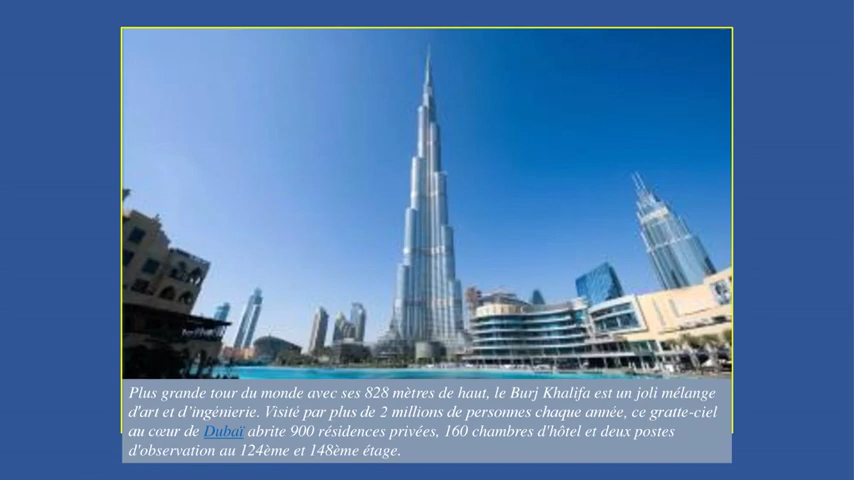 Plus grande tour du monde avec ses 828 mètres de haut, le Burj Khalifa est un joli mélange
d'art et d’ingénierie. Visité par plus de 2 millions de personnes chaque année, ce gratte-ciel
au cœur de Dubaï abrite 900 résidences privées, 160 chambres d'hôtel et deux postes
d'observation au 124ème et 148ème étage.